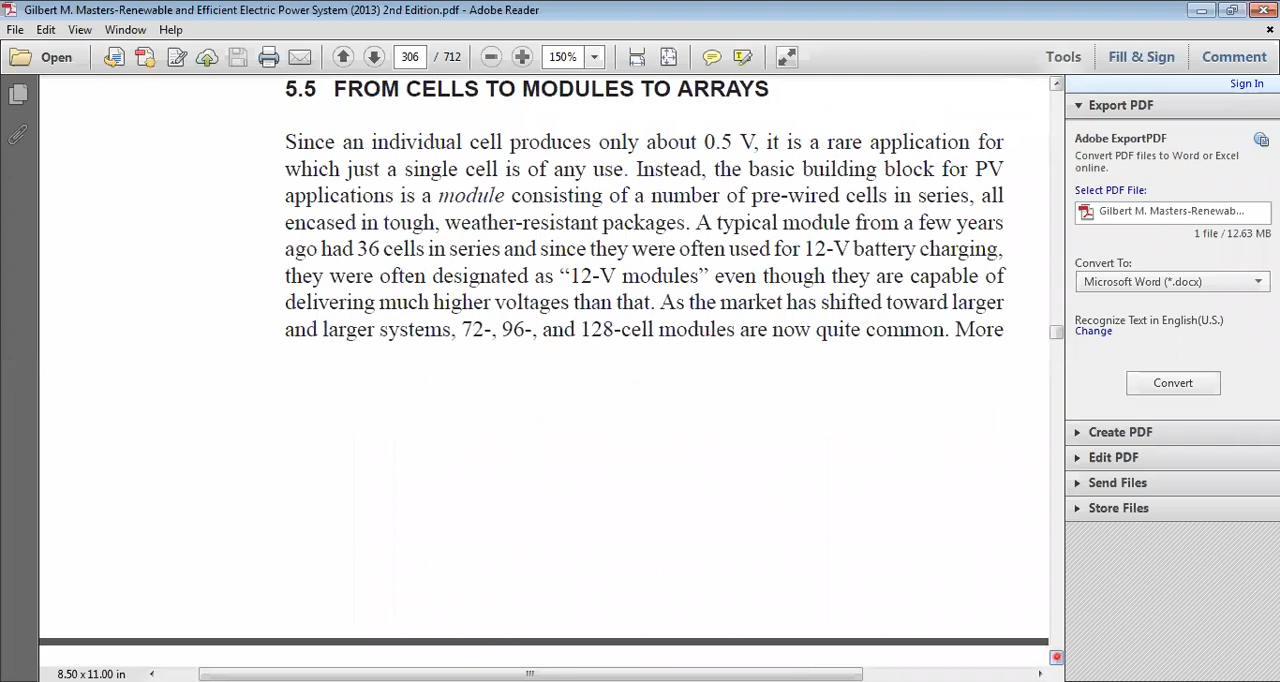 Gilbert M. Masters-Renewable and Efficient Electric Power System (2013) 2nd Edition.pdf - Adobe Reader
File Edit View Window Help
Open 306 / 712 150% Tools Fill & Sign Comment
Sign In
5.5 FROM CELLS TO MODULES TO ARRAYS
Since an individual cell produces only about 0.5 V, it is a rare application for
which just a single cell is of any use. Instead, the basic building block for PV
applications is a module consisting of a number of pre-wired cells in series, all
encased in tough, weather-resistant packages. A typical module from a few years
ago had 36 cells in series and since they were often used for 12-V battery charging,
they were often designated as “12-V modules” even though they are capable of
delivering much higher voltages than that. As the market has shifted toward larger
and larger systems, 72-, 96-, and 128-cell modules are now quite common. More
8.50 x 11.00 in
Export PDF
Adobe ExportPDF
Convert PDF files to Word or Excel
online.
Select PDF File:
Gilbert M. Masters-Renewab...
1 file / 12.63 MB
Convert To:
Microsoft Word (*.docx)
Recognize Text in English(U.S.)
Change
Convert
Create PDF
Edit PDF
Send Files
Store Files